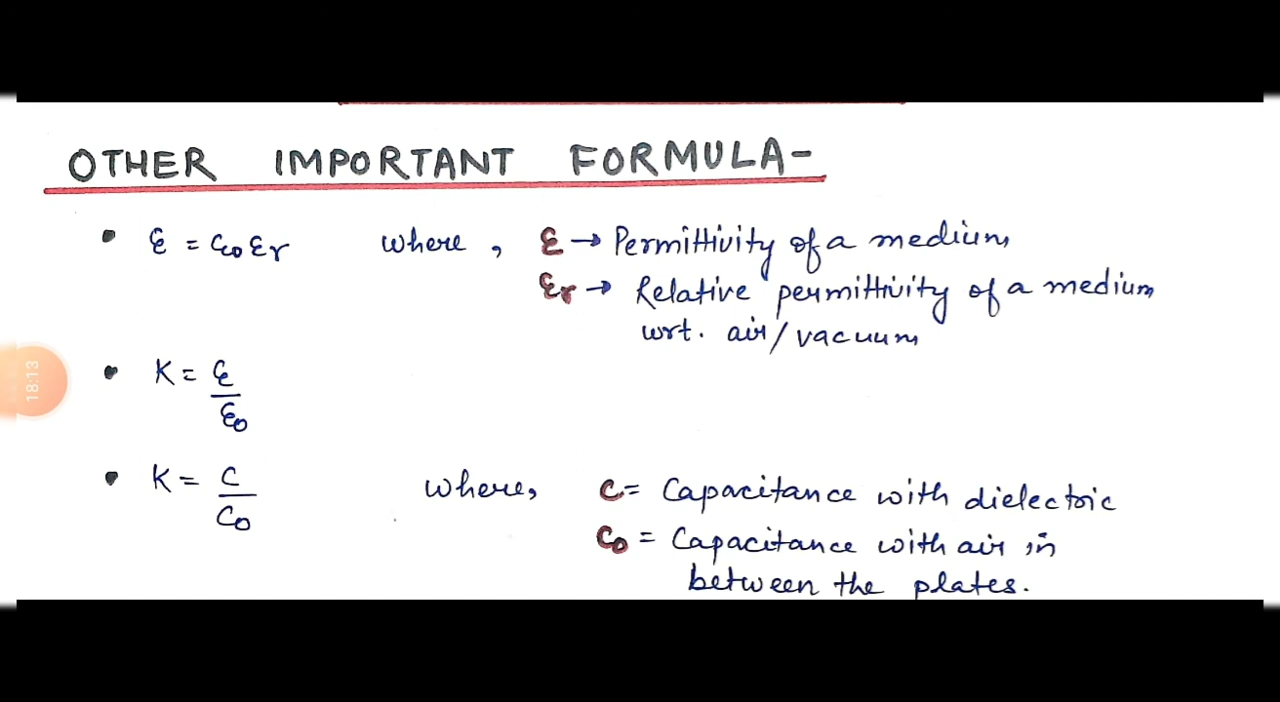 OTHER IMPORTANT FORMULA-
• ε = ε₀εr where, ε → Permittivity of a medium,
εr → Relative permittivity of a medium
wrt. air/vacuum
• K = ε/ε₀
18:13
• K = C/C₀ where, C = Capacitance with dielectric
C₀ = Capacitance with air in
between the plates.